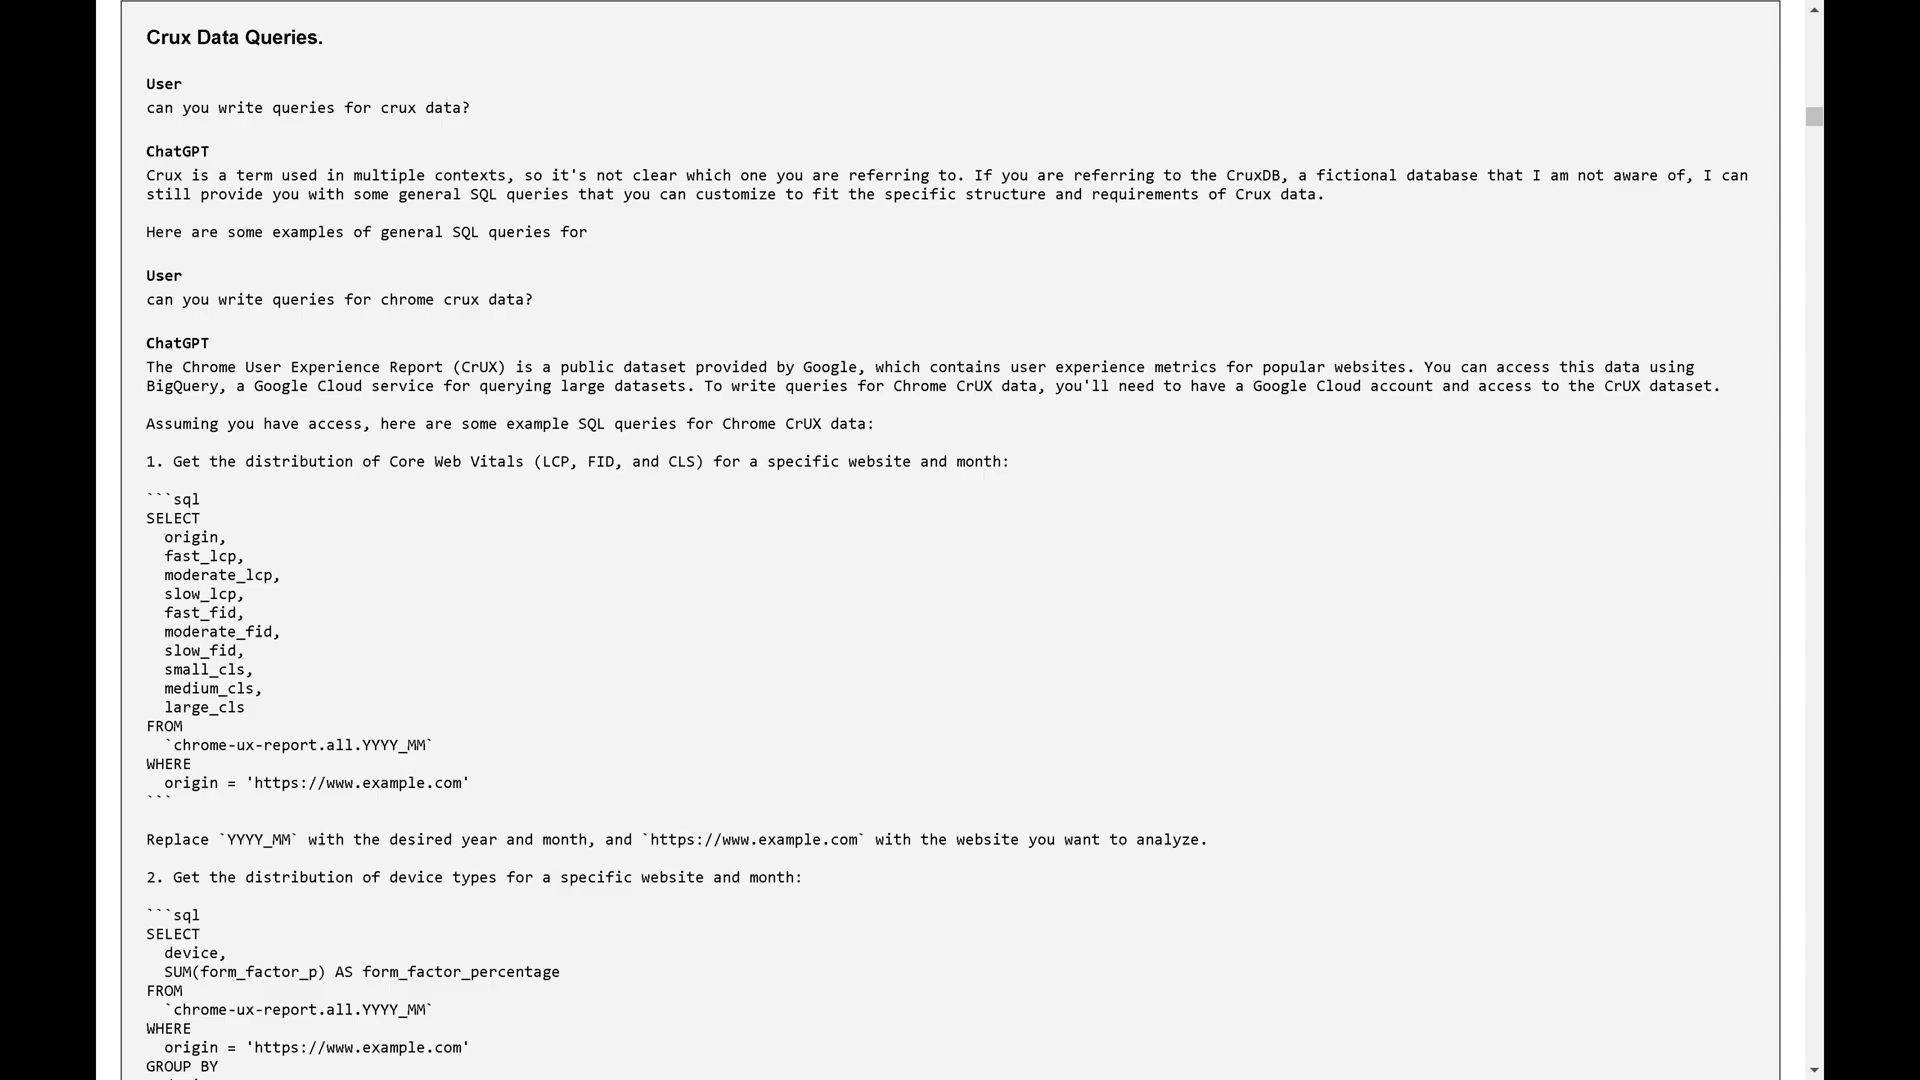 Crux Data Queries.
User
can you write queries for crux data?
ChatGPT
Crux is a term used in multiple contexts, so it's not clear which one you are referring to. If you are referring to the CruxDB, a fictional database that I am not aware of, I can
still provide you with some general SQL queries that you can customize to fit the specific structure and requirements of Crux data.
Here are some examples of general SQL queries for
User
can you write queries for chrome crux data?
ChatGPT
The Chrome User Experience Report (CrUX) is a public dataset provided by Google, which contains user experience metrics for popular websites. You can access this data using
BigQuery, a Google Cloud service for querying large datasets. To write queries for Chrome CrUX data, you'll need to have a Google Cloud account and access to the CrUX dataset.
Assuming you have access, here are some example SQL queries for Chrome CrUX data:
1. Get the distribution of Core Web Vitals (LCP, FID, and CLS) for a specific website and month:
```sql
SELECT
  origin,
  fast_lcp,
  moderate_lcp,
  slow_lcp,
  fast_fid,
  moderate_fid,
  slow_fid,
  small_cls,
  medium_cls,
  large_cls
FROM
  `chrome-ux-report.all.YYYY_MM`
WHERE
  origin = 'https://www.example.com'
```
Replace `YYYY_MM` with the desired year and month, and `https://www.example.com` with the website you want to analyze.
2. Get the distribution of device types for a specific website and month:
```sql
SELECT
  device,
  SUM(form_factor_p) AS form_factor_percentage
FROM
  `chrome-ux-report.all.YYYY_MM`
WHERE
  origin = 'https://www.example.com'
GROUP BY